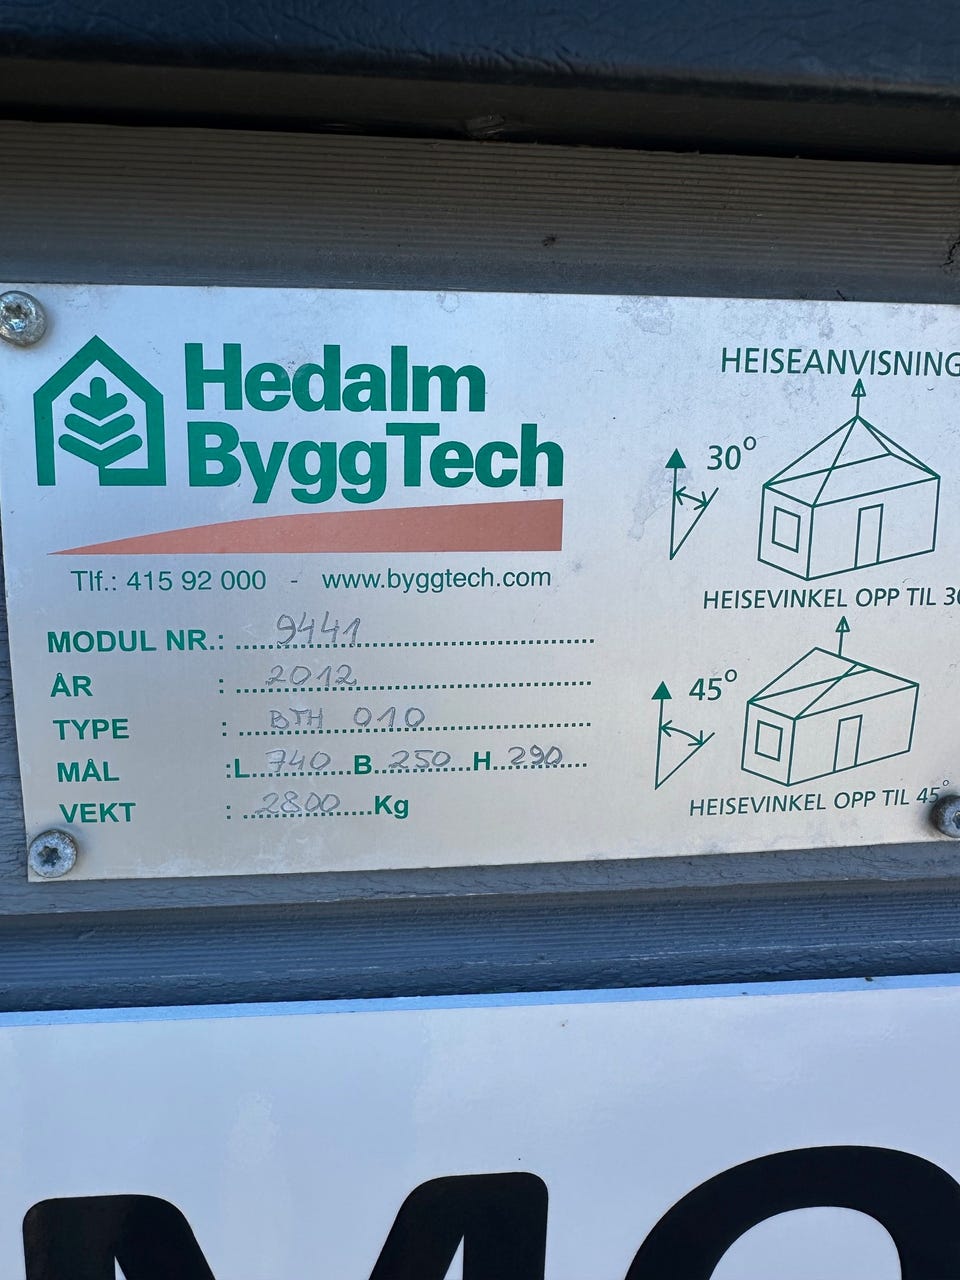 Hedalm
ByggTech
Tlf.: 415 92 000 - www.byggtech.com
MODUL NR.: 9441
ÅR : 2012
TYPE : BTH 010
MÅL :L 740 B 250 H 290
VEKT : 2800 Kg
HEISEANVISNING
30°
HEISEVINKEL OPP TIL 30
45°
HEISEVINKEL OPP TIL 45°
MO